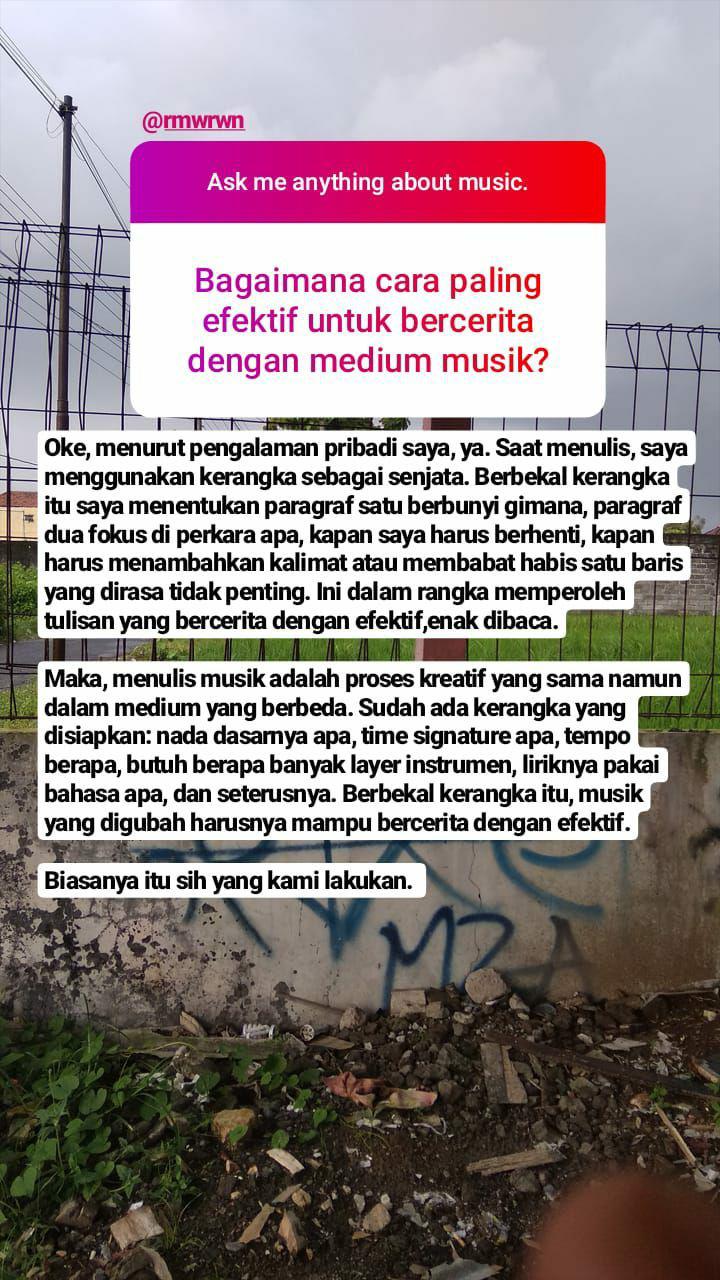 @rmwrwn
Ask me anything about music.
Bagaimana cara paling
efektif untuk bercerita
dengan medium musik?
Oke, menurut pengalaman pribadi saya, ya. Saat menulis, saya
menggunakan kerangka sebagai senjata. Berbekal kerangka
itu saya menentukan paragraf satu berbunyi gimana, paragraf
dua fokus di perkara apa, kapan saya harus berhenti, kapan
harus menambahkan kalimat atau membabat habis satu baris
yang dirasa tidak penting. Ini dalam rangka memperoleh
tulisan yang bercerita dengan efektif,enak dibaca.
Maka, menulis musik adalah proses kreatif yang sama namun
dalam medium yang berbeda. Sudah ada kerangka yang
disiapkan: nada dasarnya apa, time signature apa, tempo
berapa, butuh berapa banyak layer instrumen, liriknya pakai
bahasa apa, dan seterusnya. Berbekal kerangka itu, musik
yang digubah harusnya mampu bercerita dengan efektif.
Biasanya itu sih yang kami lakukan.